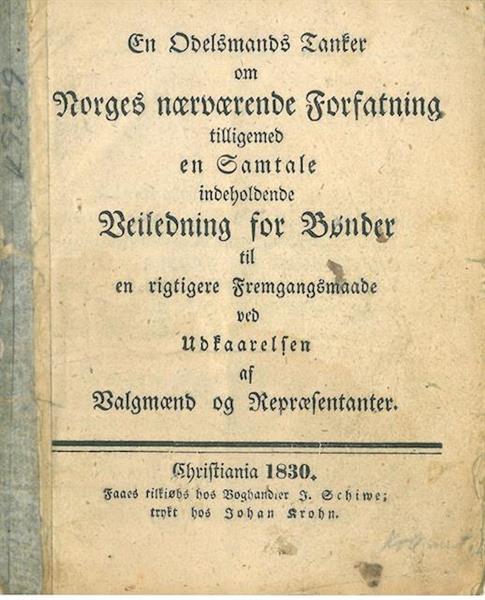 En Odelsmands Tanker
om
Norges nærværende Forfatning
tilligemed
en Samtale
indeholdende
Veiledning for Bønder
til
en rigtigere Fremgangsmaade
ved
Udkaarelsen
af
Valgmænd og Repræsentanter.
Christiania 1830.
Faaes tilkiøbs hos Boghandler J. Schiwe;
trykt hos Johan Krohn.